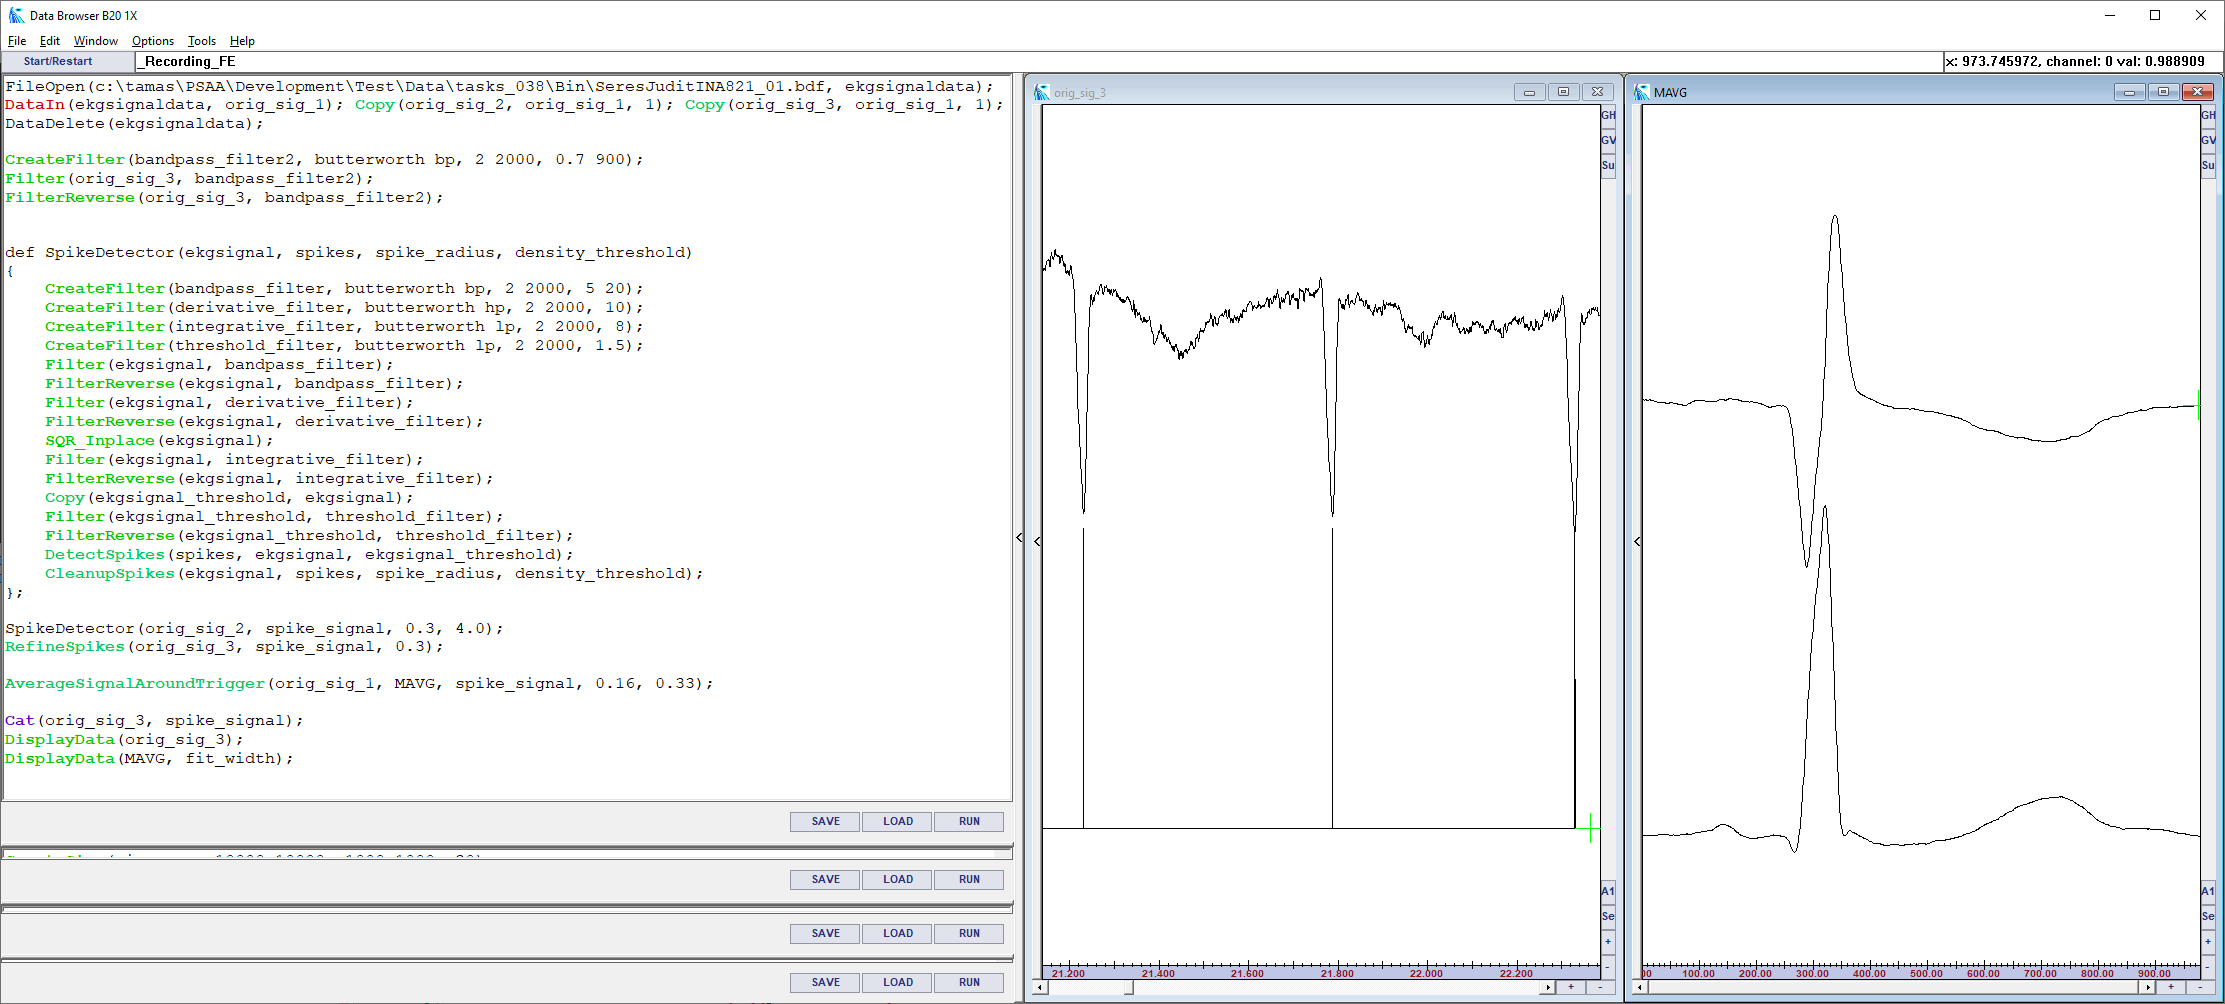 Data Browser B20 1X
File Edit Window Options Tools Help
Start/Restart _Recording_FE x: 973.745972, channel: 0 val: 0.988909
FileOpen(c:\tamas\PSAA\Development\Test\Data\tasks_038\Bin\SeresJuditINA821_01.bdf, ekgsignaldata);
DataIn(ekgsignaldata, orig_sig_1); Copy(orig_sig_2, orig_sig_1, 1); Copy(orig_sig_3, orig_sig_1, 1);
DataDelete(ekgsignaldata);
CreateFilter(bandpass_filter2, butterworth bp, 2 2000, 0.7 900);
Filter(orig_sig_3, bandpass_filter2);
FilterReverse(orig_sig_3, bandpass_filter2);
def SpikeDetector(ekgsignal, spikes, spike_radius, density_threshold)
{
CreateFilter(bandpass_filter, butterworth bp, 2 2000, 5 20);
CreateFilter(derivative_filter, butterworth hp, 2 2000, 10);
CreateFilter(integrative_filter, butterworth lp, 2 2000, 8);
CreateFilter(threshold_filter, butterworth lp, 2 2000, 1.5);
Filter(ekgsignal, bandpass_filter);
FilterReverse(ekgsignal, bandpass_filter);
Filter(ekgsignal, derivative_filter);
FilterReverse(ekgsignal, derivative_filter);
SQR_Inplace(ekgsignal);
Filter(ekgsignal, integrative_filter);
FilterReverse(ekgsignal, integrative_filter);
Copy(ekgsignal_threshold, ekgsignal);
Filter(ekgsignal_threshold, threshold_filter);
FilterReverse(ekgsignal_threshold, threshold_filter);
DetectSpikes(spikes, ekgsignal, ekgsignal_threshold);
CleanupSpikes(ekgsignal, spikes, spike_radius, density_threshold);
};
SpikeDetector(orig_sig_2, spike_signal, 0.3, 4.0);
RefineSpikes(orig_sig_3, spike_signal, 0.3);
AverageSignalAroundTrigger(orig_sig_1, MAVG, spike_signal, 0.16, 0.33);
Cat(orig_sig_3, spike_signal);
DisplayData(orig_sig_3);
DisplayData(MAVG, fit_width);
SAVE LOAD RUN
SAVE LOAD RUN
SAVE LOAD RUN
SAVE LOAD RUN
orig_sig_3
GH
GV
Su
A1
Se
+
-
21.200 21.400 21.600 21.800 22.000 22.200
+ -
MAVG
GH
GV
Su
A1
Se
+
-
00 100.00 200.00 300.00 400.00 500.00 600.00 700.00 800.00 900.00
+ -